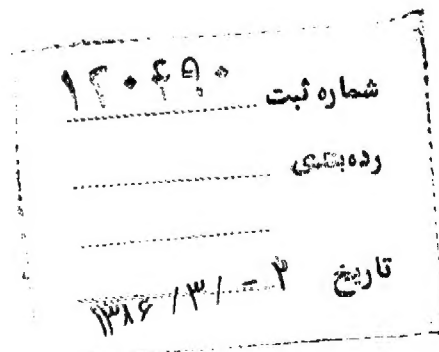 شماره ثبت ۱۲۰۴۹۰
رده‌بندی
تاریخ ۱۳۸۶ / ۳ / - ۲